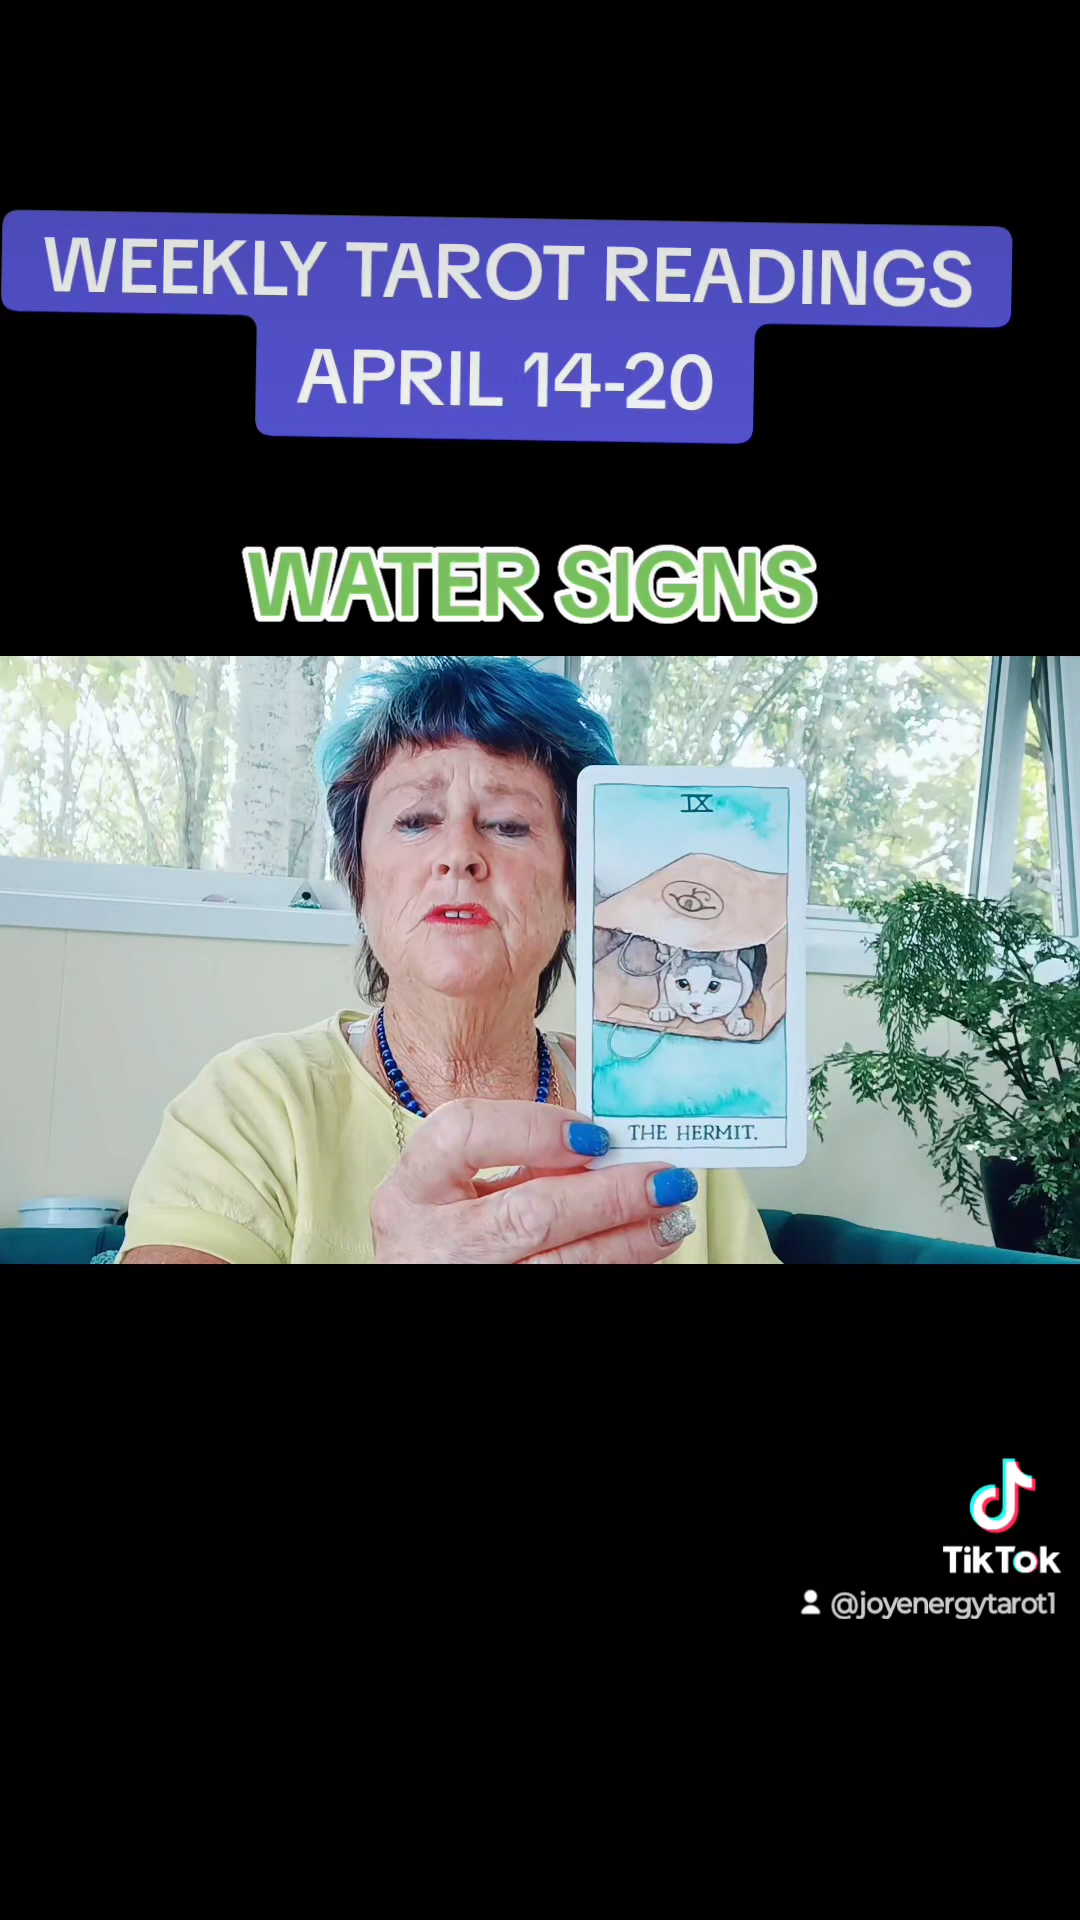 WEEKLY TAROT READINGS
APRIL 14-20
WATER SIGNS
IX
THE HERMIT.
TikTok
@joyenergytarot1